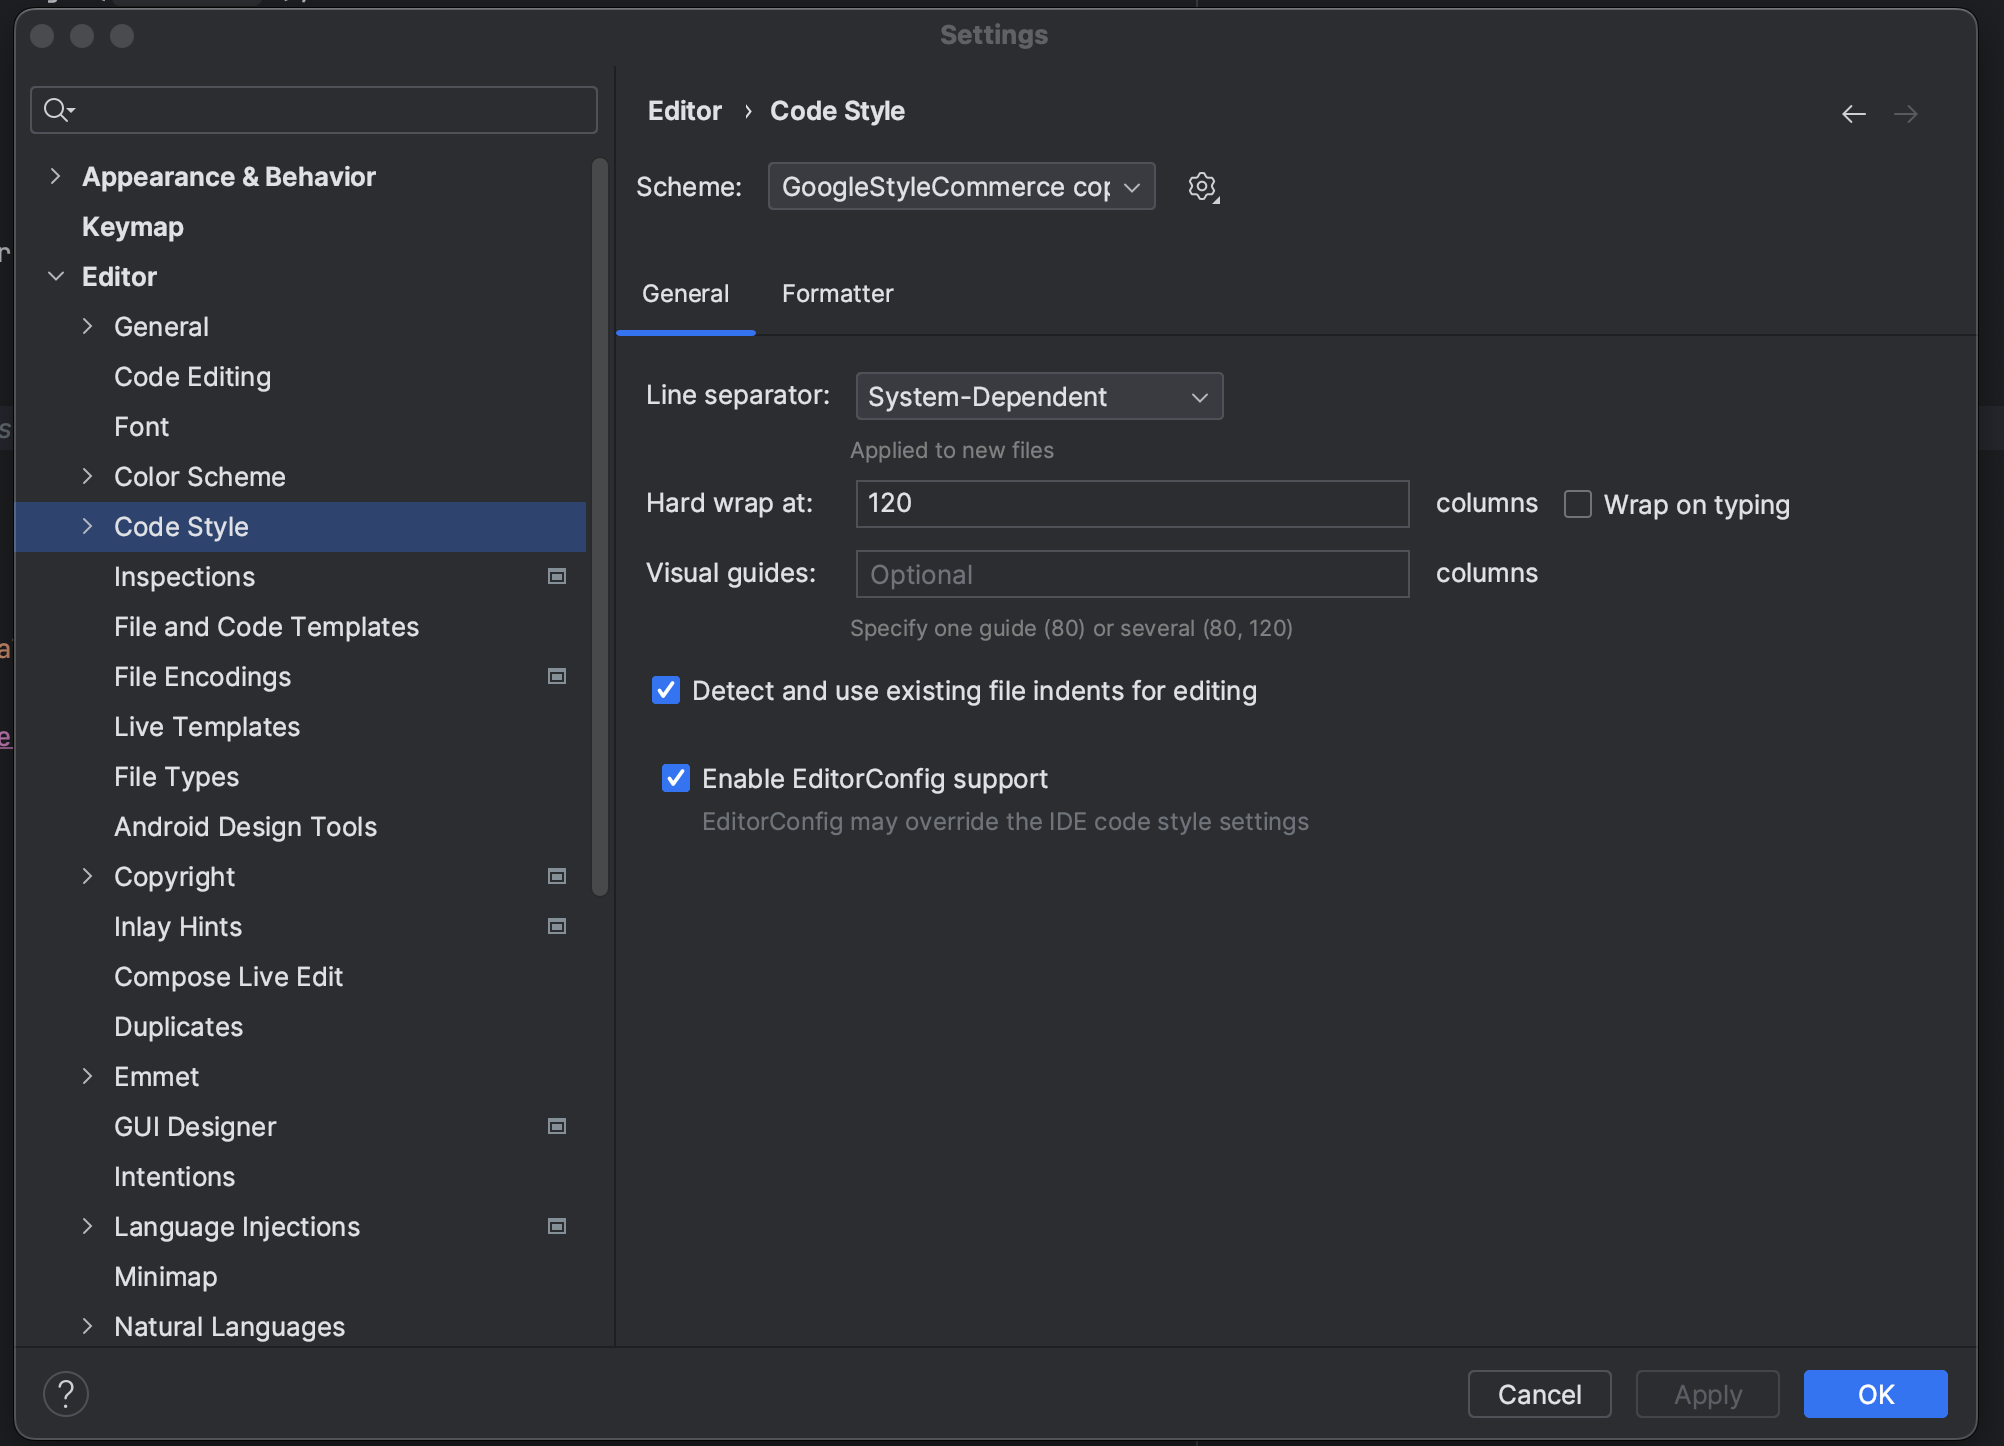 Settings
Appearance & Behavior
Keymap
Editor
General
Code Editing
Font
Color Scheme
Code Style
Inspections
File and Code Templates
File Encodings
Live Templates
File Types
Android Design Tools
Copyright
Inlay Hints
Compose Live Edit
Duplicates
Emmet
GUI Designer
Intentions
Language Injections
Minimap
Natural Languages
Editor › Code Style
Scheme: GoogleStyleCommerce cop
General Formatter
Line separator: System-Dependent
Applied to new files
Hard wrap at: 120 columns Wrap on typing
Visual guides: Optional columns
Specify one guide (80) or several (80, 120)
Detect and use existing file indents for editing
Enable EditorConfig support
EditorConfig may override the IDE code style settings
? Cancel Apply OK